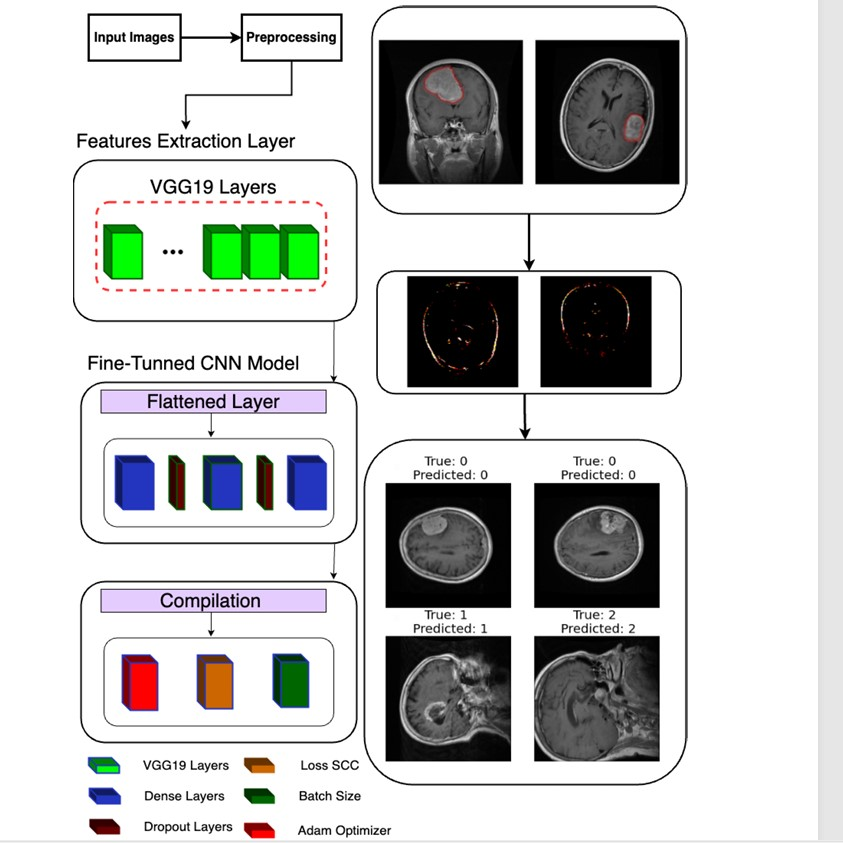 Input Images
Preprocessing
Features Extraction Layer
VGG19 Layers
...
Fine-Tunned CNN Model
Flattened Layer
Compilation
VGG19 Layers
Loss SCC
Dense Layers
Batch Size
Dropout Layers
Adam Optimizer
True: 0
Predicted: 0
True: 0
Predicted: 0
True: 1
Predicted: 1
True: 2
Predicted: 2